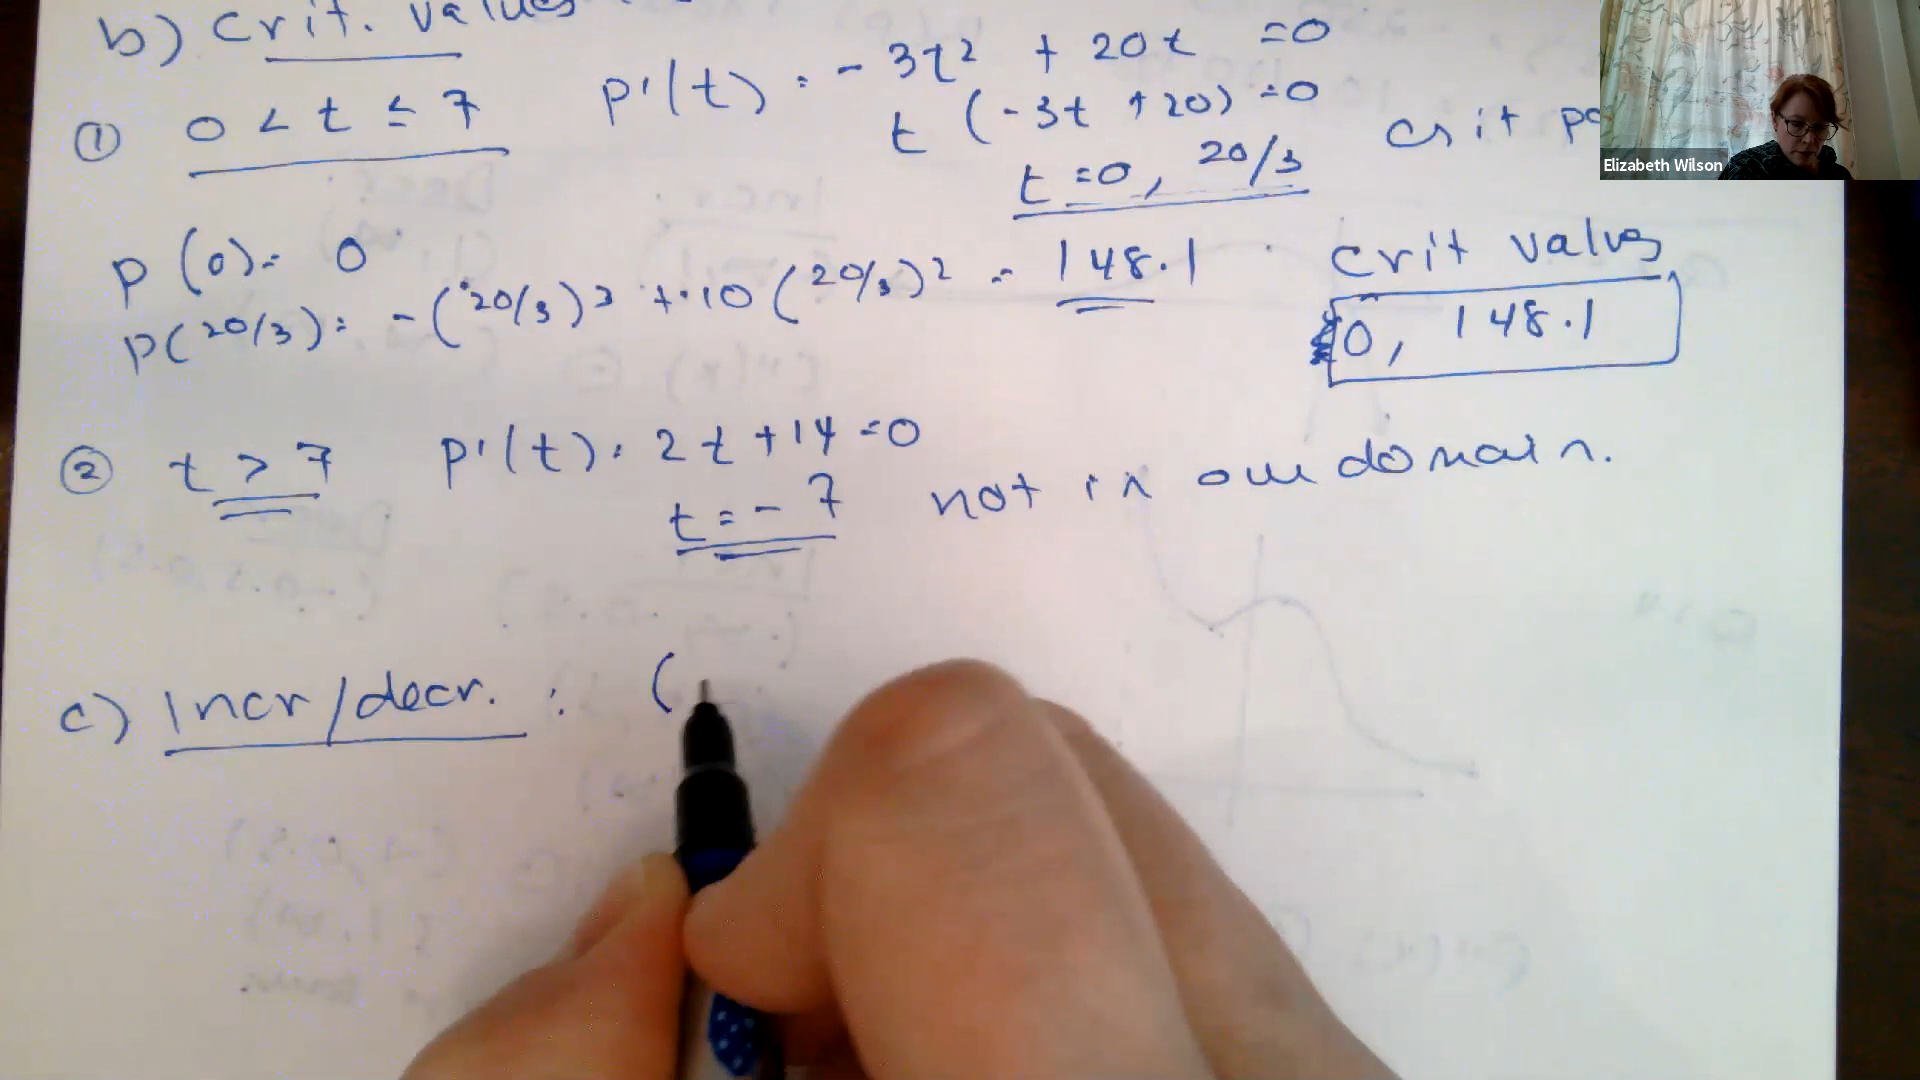 b) Crit. values
① 0 < t ≤ 7
P'(t) = -3t² + 20t = 0
t (-3t + 20) = 0
t = 0, 20/3
crit po
Elizabeth Wilson
P(0) = 0
P(20/3) = -(20/3)³ + 10(20/3)² = 148.1
crit values
0, 148.1
② t > 7
P'(t) = 2t + 14 = 0
t = -7 not in our domain.
c) Incr/decr. : (